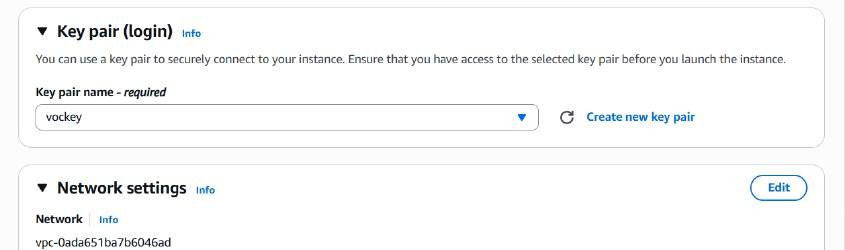 Key pair (login) Info
You can use a key pair to securely connect to your instance. Ensure that you have access to the selected key pair before you launch the instance.
Key pair name - required
vockey
Create new key pair
Network settings Info
Edit
Network Info
vpc-0ada651ba7b6046ad